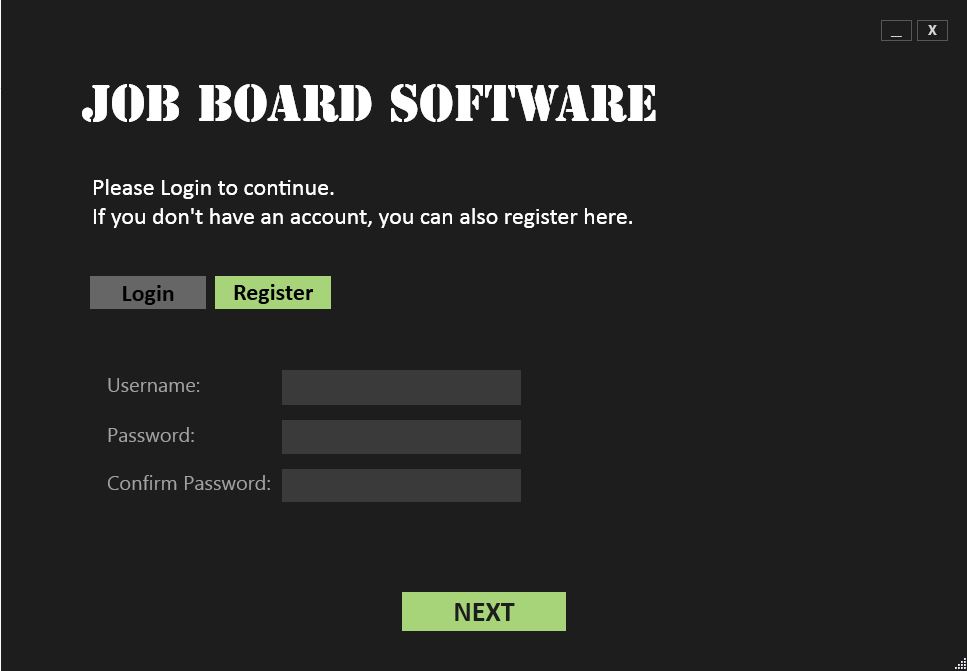 _ X
JOB BOARD SOFTWARE
Please Login to continue.
If you don't have an account, you can also register here.
Login Register
Username:
Password:
Confirm Password:
NEXT